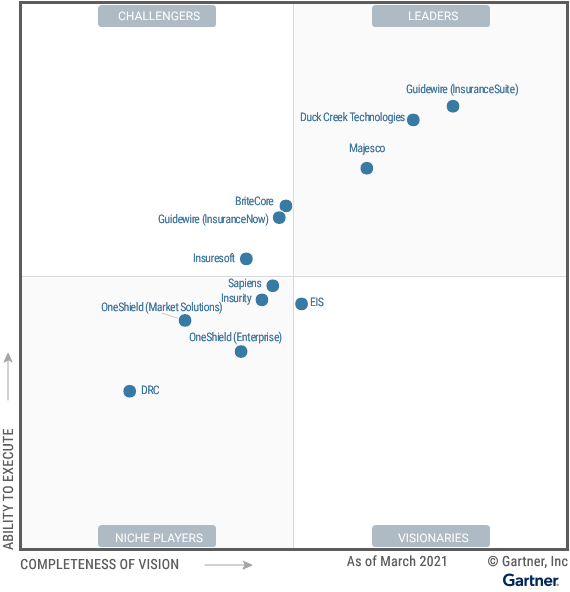 CHALLENGERS
LEADERS
Guidewire (InsuranceSuite)
Duck Creek Technologies
Majesco
BriteCore
Guidewire (InsuranceNow)
Insuresoft
Sapiens
Insurity
EIS
OneShield (Market Solutions)
OneShield (Enterprise)
DRC
ABILITY TO EXECUTE
NICHE PLAYERS
VISIONARIES
COMPLETENESS OF VISION
As of March 2021
© Gartner, Inc
Gartner